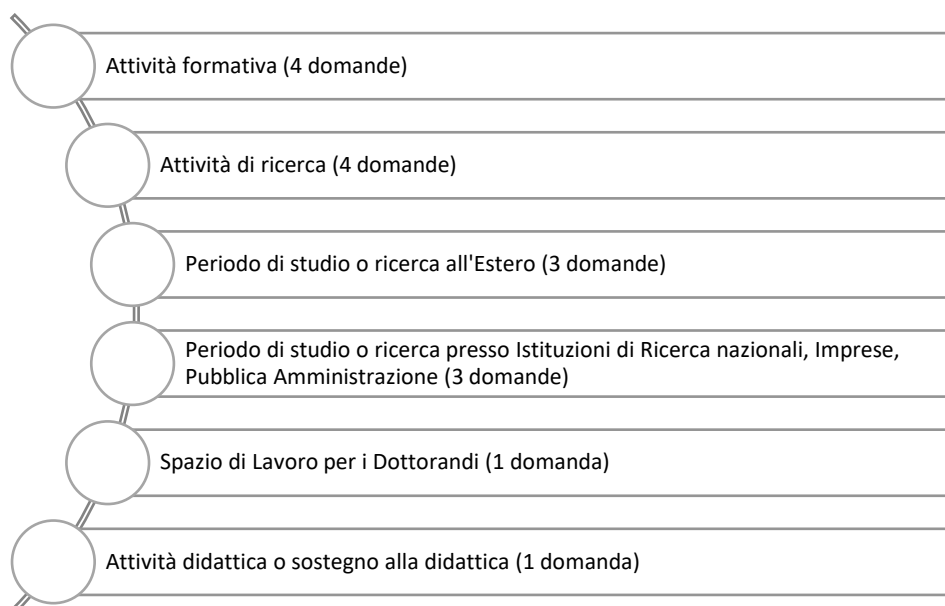 Attività formativa (4 domande)
Attività di ricerca (4 domande)
Periodo di studio o ricerca all'Estero (3 domande)
Periodo di studio o ricerca presso Istituzioni di Ricerca nazionali, Imprese,
Pubblica Amministrazione (3 domande)
Spazio di Lavoro per i Dottorandi (1 domanda)
Attività didattica o sostegno alla didattica (1 domanda)